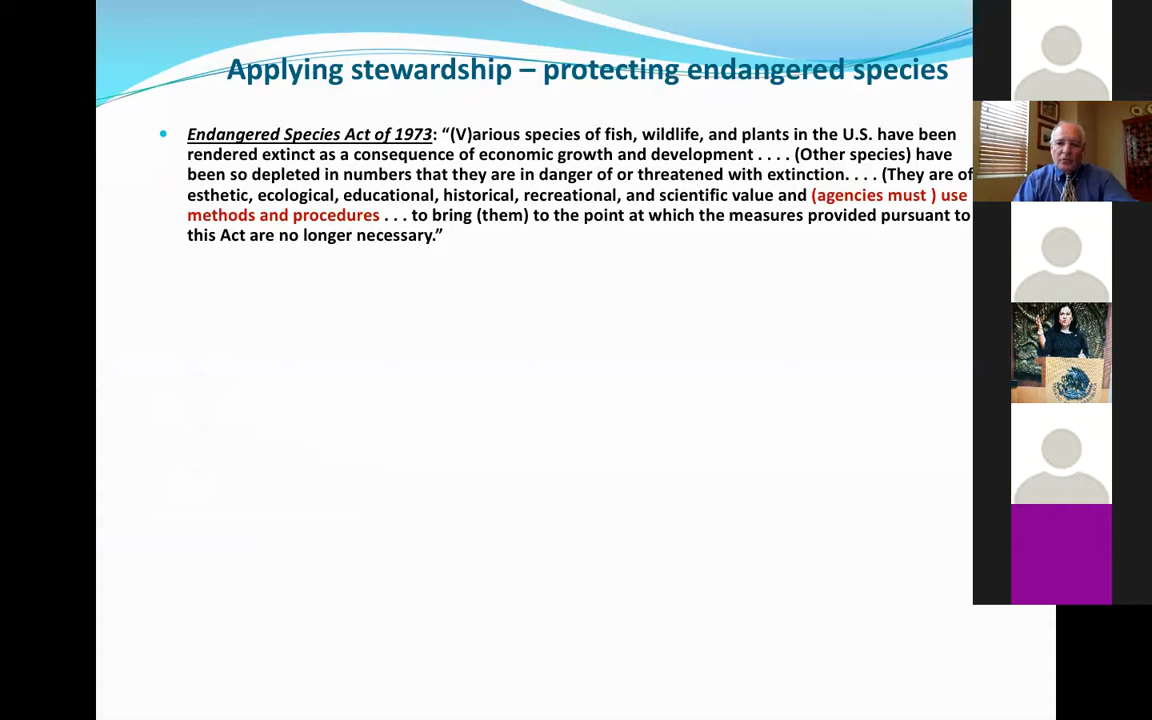 Applying stewardship – protecting endangered species
• Endangered Species Act of 1973: “(V)arious species of fish, wildlife, and plants in the U.S. have been
rendered extinct as a consequence of economic growth and development . . . . (Other species) have
been so depleted in numbers that they are in danger of or threatened with extinction. . . . (They are of
esthetic, ecological, educational, historical, recreational, and scientific value and (agencies must ) use
methods and procedures . . . to bring (them) to the point at which the measures provided pursuant to
this Act are no longer necessary.”